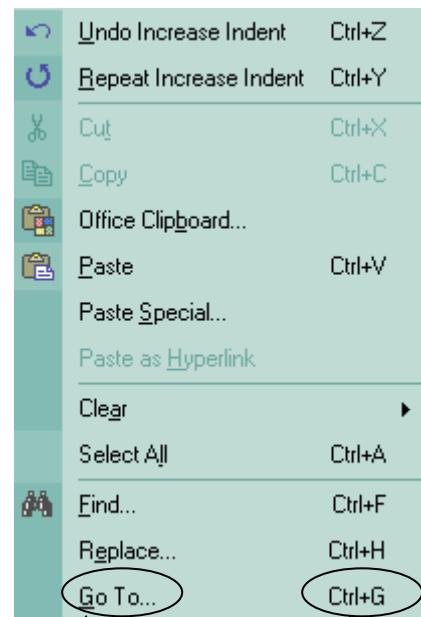 Undo Increase Indent Ctrl+Z
Repeat Increase Indent Ctrl+Y
Cut Ctrl+X
Copy Ctrl+C
Office Clipboard...
Paste Ctrl+V
Paste Special...
Paste as Hyperlink
Clear
Select All Ctrl+A
Find... Ctrl+F
Replace... Ctrl+H
Go To... Ctrl+G